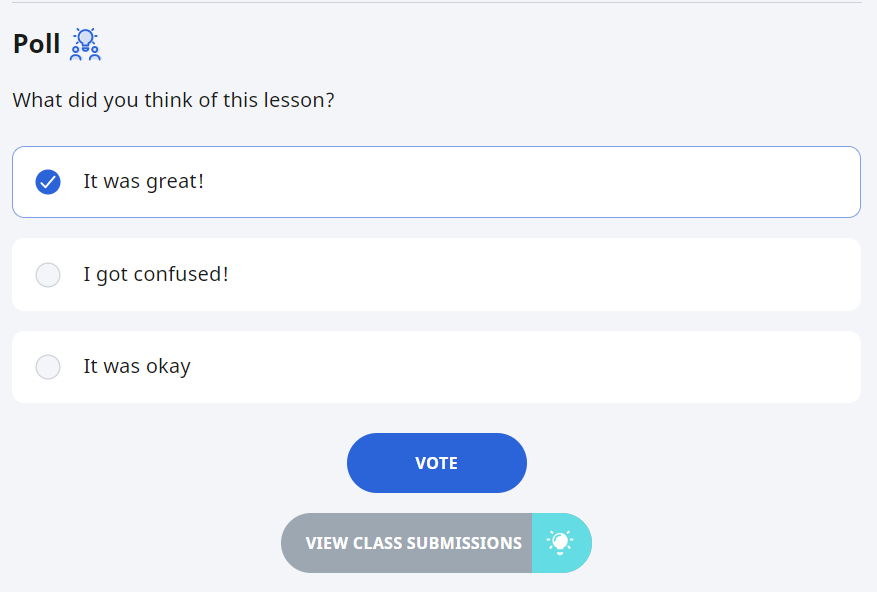 Poll
What did you think of this lesson?
It was great!
I got confused!
It was okay
VOTE
VIEW CLASS SUBMISSIONS